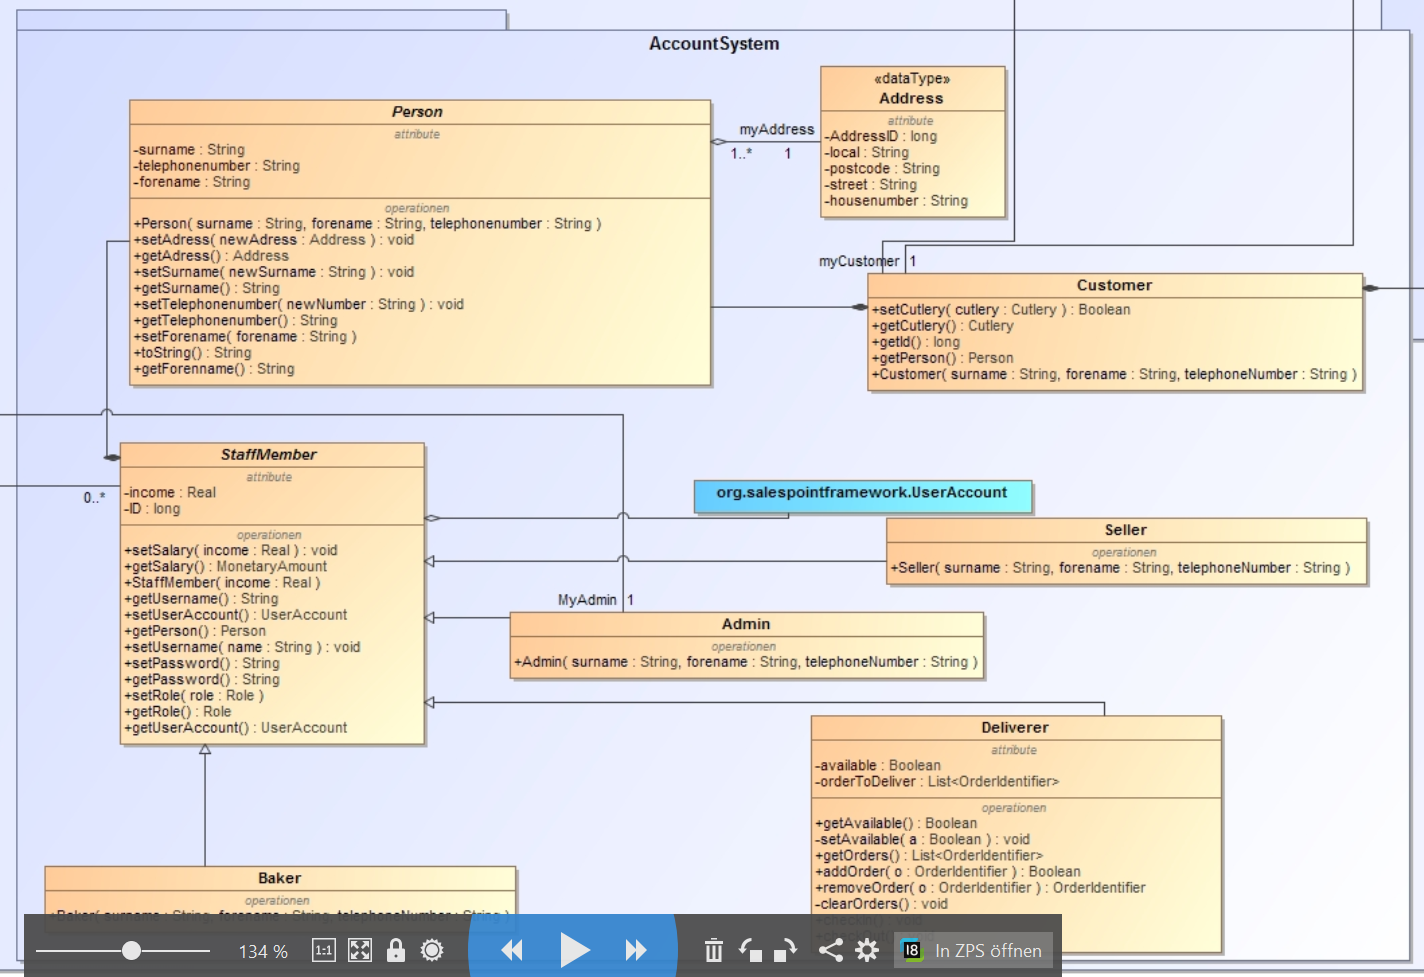 AccountSystem
Person
attribute
-surname : String
-telephonenumber : String
-forename : String
operationen
+Person( surname : String, forename : String, telephonenumber : String )
+setAdress( newAdress : Address ) : void
+getAdress() : Address
+setSurname( newSurname : String ) : void
+getSurname() : String
+setTelephonenumber( newNumber : String ) : void
+getTelephonenumber() : String
+setForename( forename : String )
+toString() : String
+getForenname() : String
myAddress
1..* 1
«dataType»
Address
attribute
-AddressID : long
-local : String
-postcode : String
-street : String
-housenumber : String
myCustomer 1
Customer
+setCutlery( cutlery : Cutlery ) : Boolean
+getCutlery() : Cutlery
+getId() : long
+getPerson() : Person
+Customer( surname : String, forename : String, telephoneNumber : String )
StaffMember
attribute
-income : Real
-ID : long
operationen
+setSalary( income : Real ) : void
+getSalary() : MonetaryAmount
+StaffMember( income : Real )
+getUsername() : String
+setUserAccount() : UserAccount
+getPerson() : Person
+setUsername( name : String ) : void
+setPassword() : String
+getPassword() : String
+setRole( role : Role )
+getRole() : Role
+getUserAccount() : UserAccount
0..*
org.salespointframework.UserAccount
Seller
operationen
+Seller( surname : String, forename : String, telephoneNumber : String )
MyAdmin 1
Admin
operationen
+Admin( surname : String, forename : String, telephoneNumber : String )
Deliverer
attribute
-available : Boolean
-orderToDeliver : List<OrderIdentifier>
operationen
+getAvailable() : Boolean
-setAvailable( a : Boolean ) : void
+getOrders() : List<OrderIdentifier>
+addOrder( o : OrderIdentifier ) : Boolean
+removeOrder( o : OrderIdentifier ) : OrderIdentifier
-clearOrders() : void
Baker
operationen
+Baker( surname : String, forename : String, telephoneNumber : String )
134 %
1:1
18
In ZPS öffnen